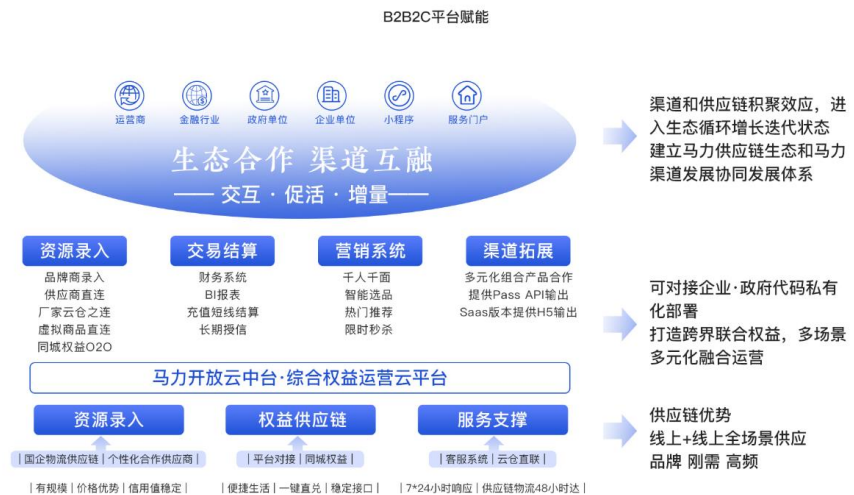 B2B2C平台赋能
运营商
金融行业
政府单位
企业单位
小程序
服务门户
生态合作 渠道互融
交互·促活·增量
渠道和供应链积聚效应，进
入生态循环增长迭代状态
建立马力供应链生态和马力
渠道发展协同发展体系
资源录入
品牌商录入
供应商直连
厂家云仓之连
虚拟商品直连
同城权益O2O
交易结算
财务系统
BI报表
充值短线结算
长期授信
营销系统
千人千面
智能选品
热门推荐
限时秒杀
渠道拓展
多元化组合产品合作
提供Pass API输出
Saas版本提供H5输出
可对接企业·政府代码私有
化部署
打造跨界联合权益，多场景
多元化融合运营
马力开放云中台·综合权益运营云平台
资源录入
|国企物流供应链|个性化合作供应商|
|有规模|价格优势|信用值稳定|
权益供应链
|平台对接|同城权益|
|便捷生活|一键直兑|稳定接口|
服务支撑
|客服系统|云仓直联|
|7*24小时响应|供应链物流48小时达|
供应链优势
线上+线上全场景供应
品牌 刚需 高频